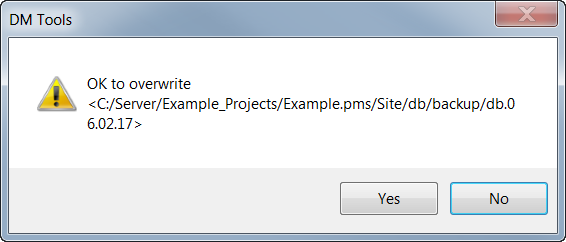 DM Tools
OK to overwrite
<C:/Server/Example_Projects/Example.pms/Site/db/backup/db.0
6.02.17>
Yes
No